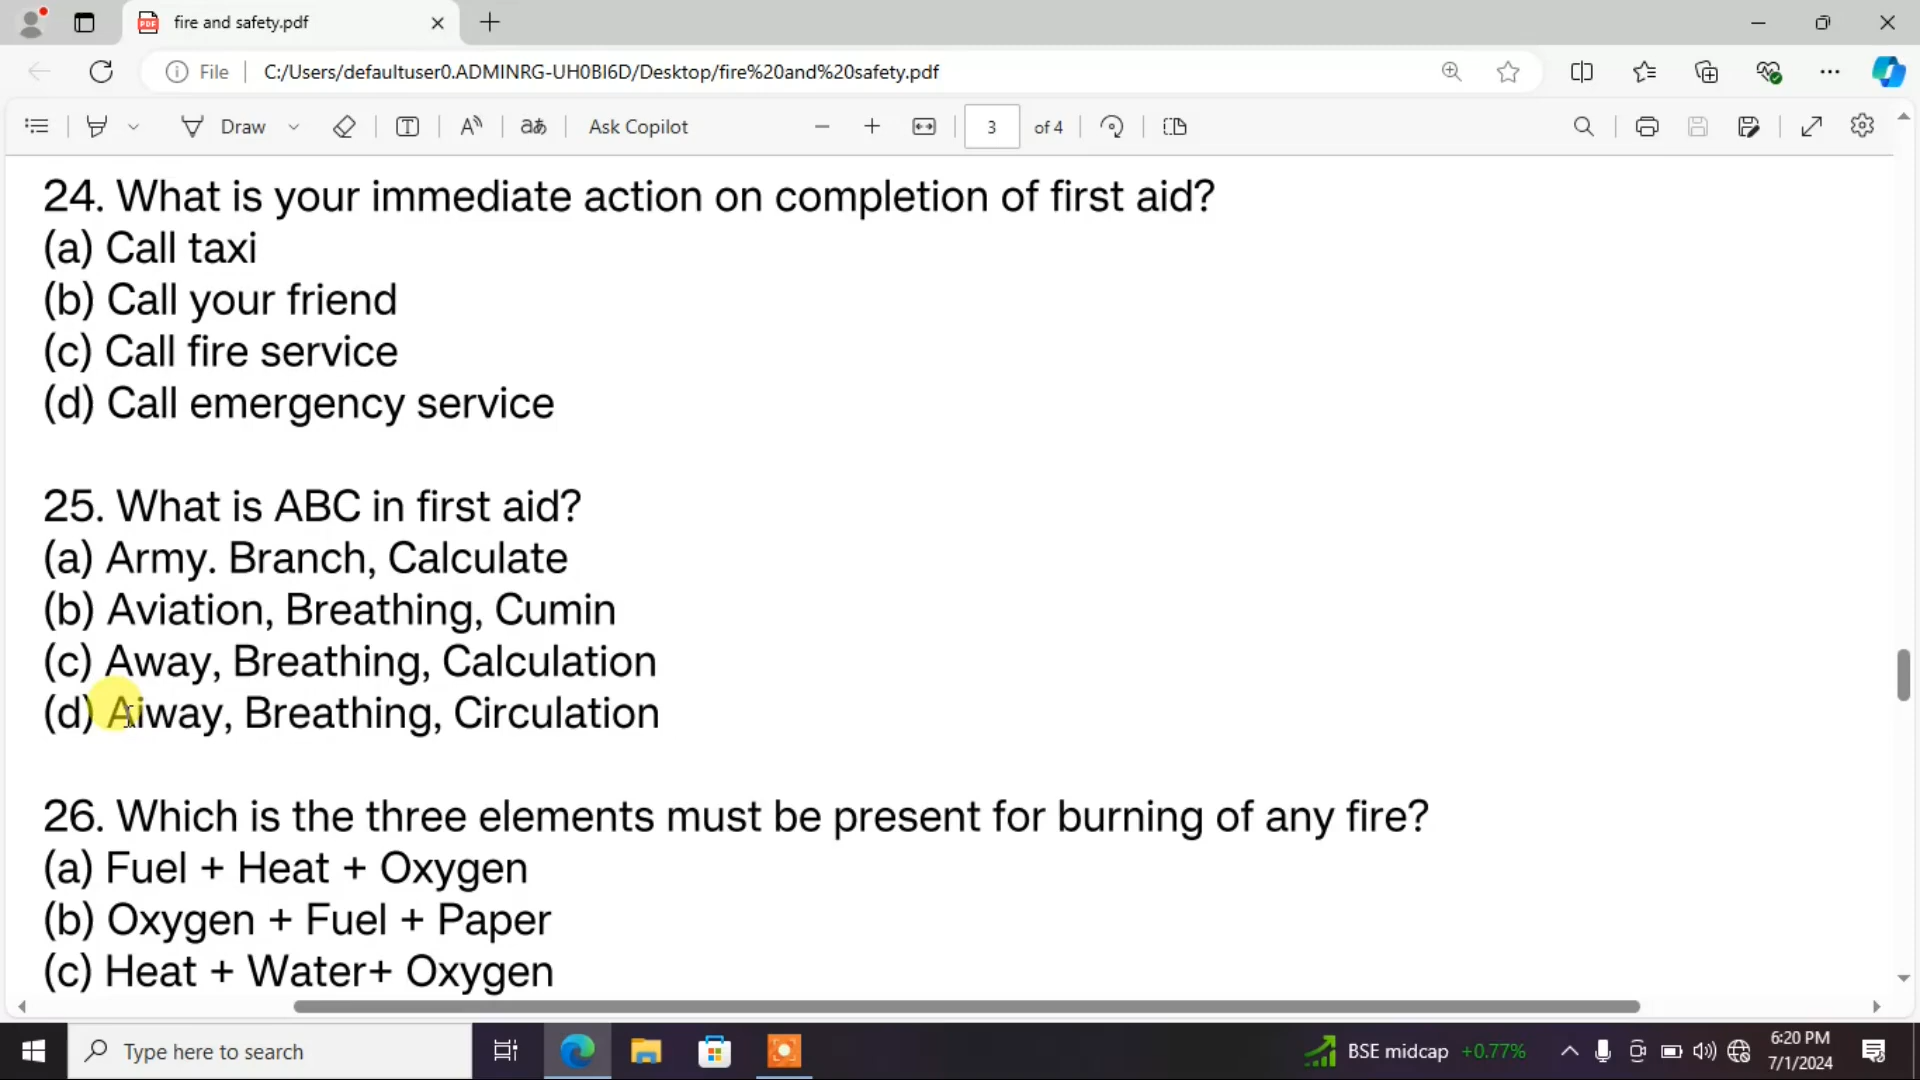 fire and safety.pdf
File
C:/Users/defaultuser0.ADMINRG-UH0BI6D/Desktop/fire%20and%20safety.pdf
Draw
aあ
Ask Copilot
3
of 4
24. What is your immediate action on completion of first aid?
(a) Call taxi
(b) Call your friend
(c) Call fire service
(d) Call emergency service
25. What is ABC in first aid?
(a) Army. Branch, Calculate
(b) Aviation, Breathing, Cumin
(c) Away, Breathing, Calculation
(d) Aiway, Breathing, Circulation
26. Which is the three elements must be present for burning of any fire?
(a) Fuel + Heat + Oxygen
(b) Oxygen + Fuel + Paper
(c) Heat + Water+ Oxygen
Type here to search
BSE midcap +0.77%
6:20 PM
7/1/2024